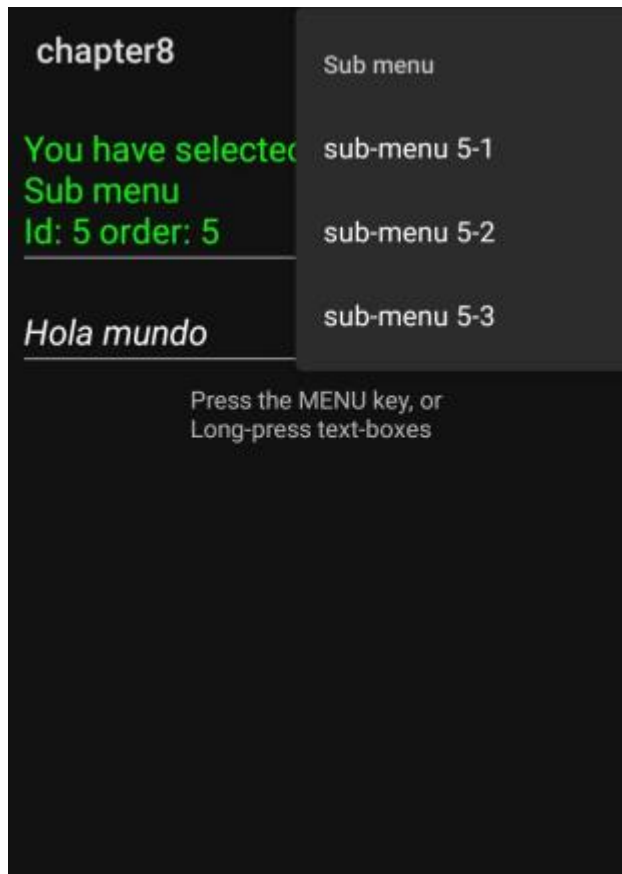 chapter8
You have selected
Sub menu
Id: 5 order: 5
Hola mundo
Press the MENU key, or
Long-press text-boxes
Sub menu
sub-menu 5-1
sub-menu 5-2
sub-menu 5-3